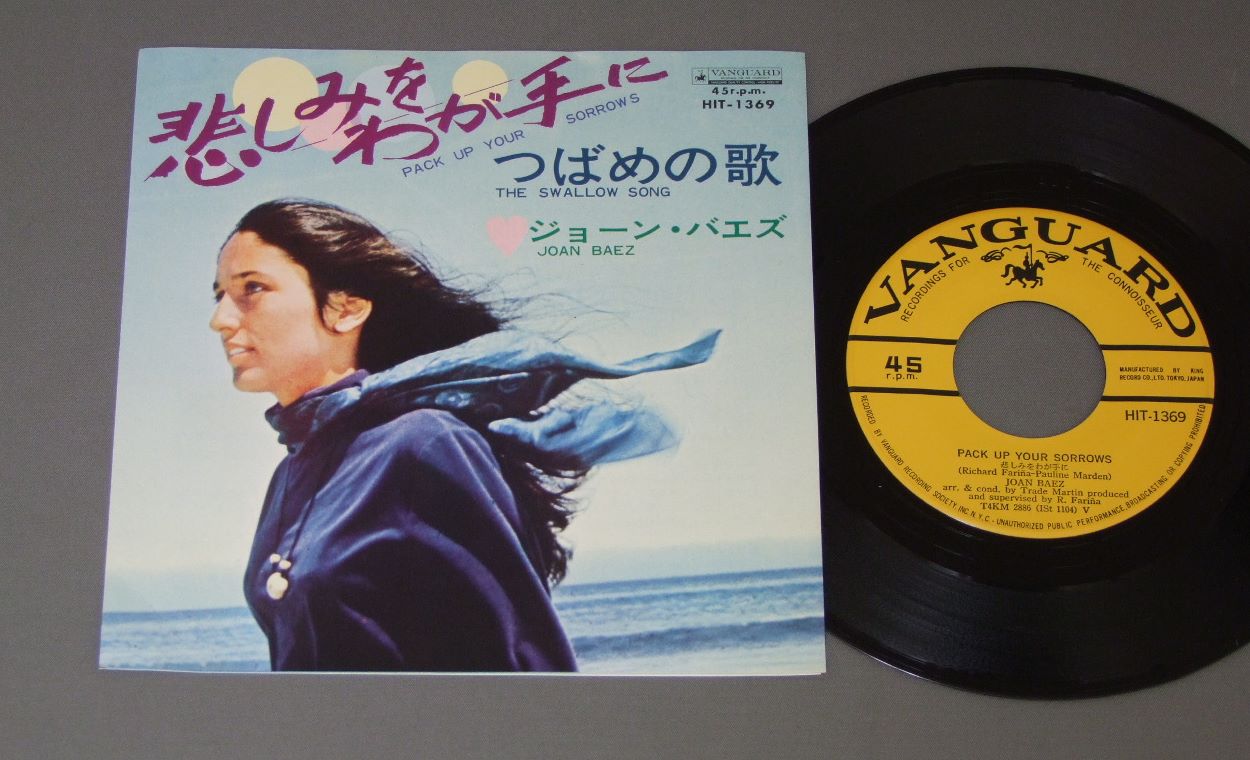 悲しみをわが手に
PACK UP YOUR SORROWS
VANGUARD
45 r.p.m.
HIT-1369
つばめの歌
THE SWALLOW SONG
ジョーン・バエズ
JOAN BAEZ
VANGUARD
RECORDINGS FOR THE CONNOISSEUR
45
r.p.m.
MANUFACTURED BY KING
RECORD CO., LTD. TOKYO, JAPAN
HIT-1369
PACK UP YOUR SORROWS
悲しみをわが手に
(Richard Fariña-Pauline Marden)
JOAN BAEZ
arr. & cond. by Trade Martin produced
and supervised by R. Fariña
T4KM 2886 (ISt 1104) V
RECORDED BY VANGUARD RECORDING SOCIETY, INC. N.Y.C. · UNAUTHORIZED PUBLIC PERFORMANCE, BROADCASTING OR COPYING PROHIBITED